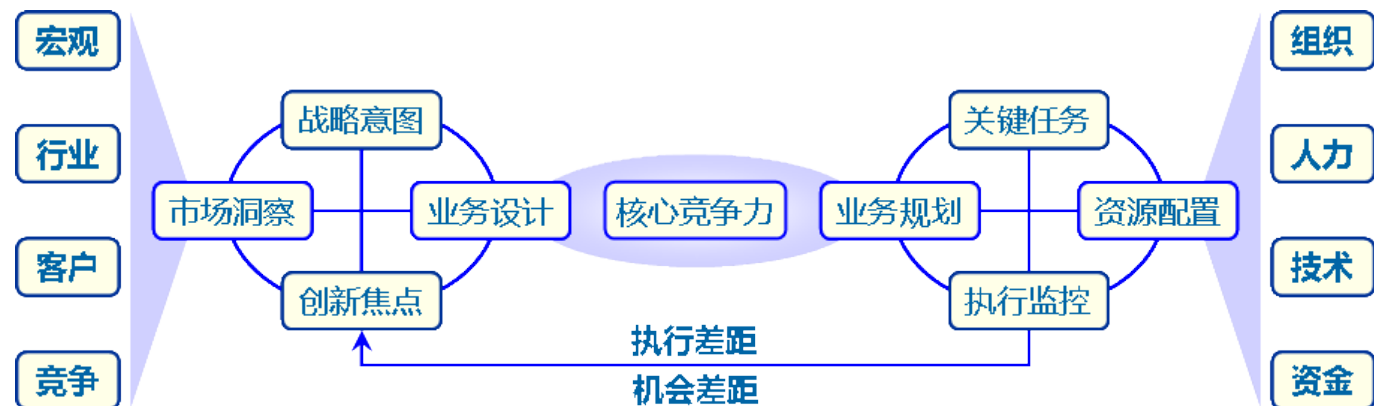 宏观
行业
客户
竞争
战略意图
市场洞察
业务设计
创新焦点
核心竞争力
关键任务
业务规划
资源配置
执行监控
执行差距
机会差距
组织
人力
技术
资金